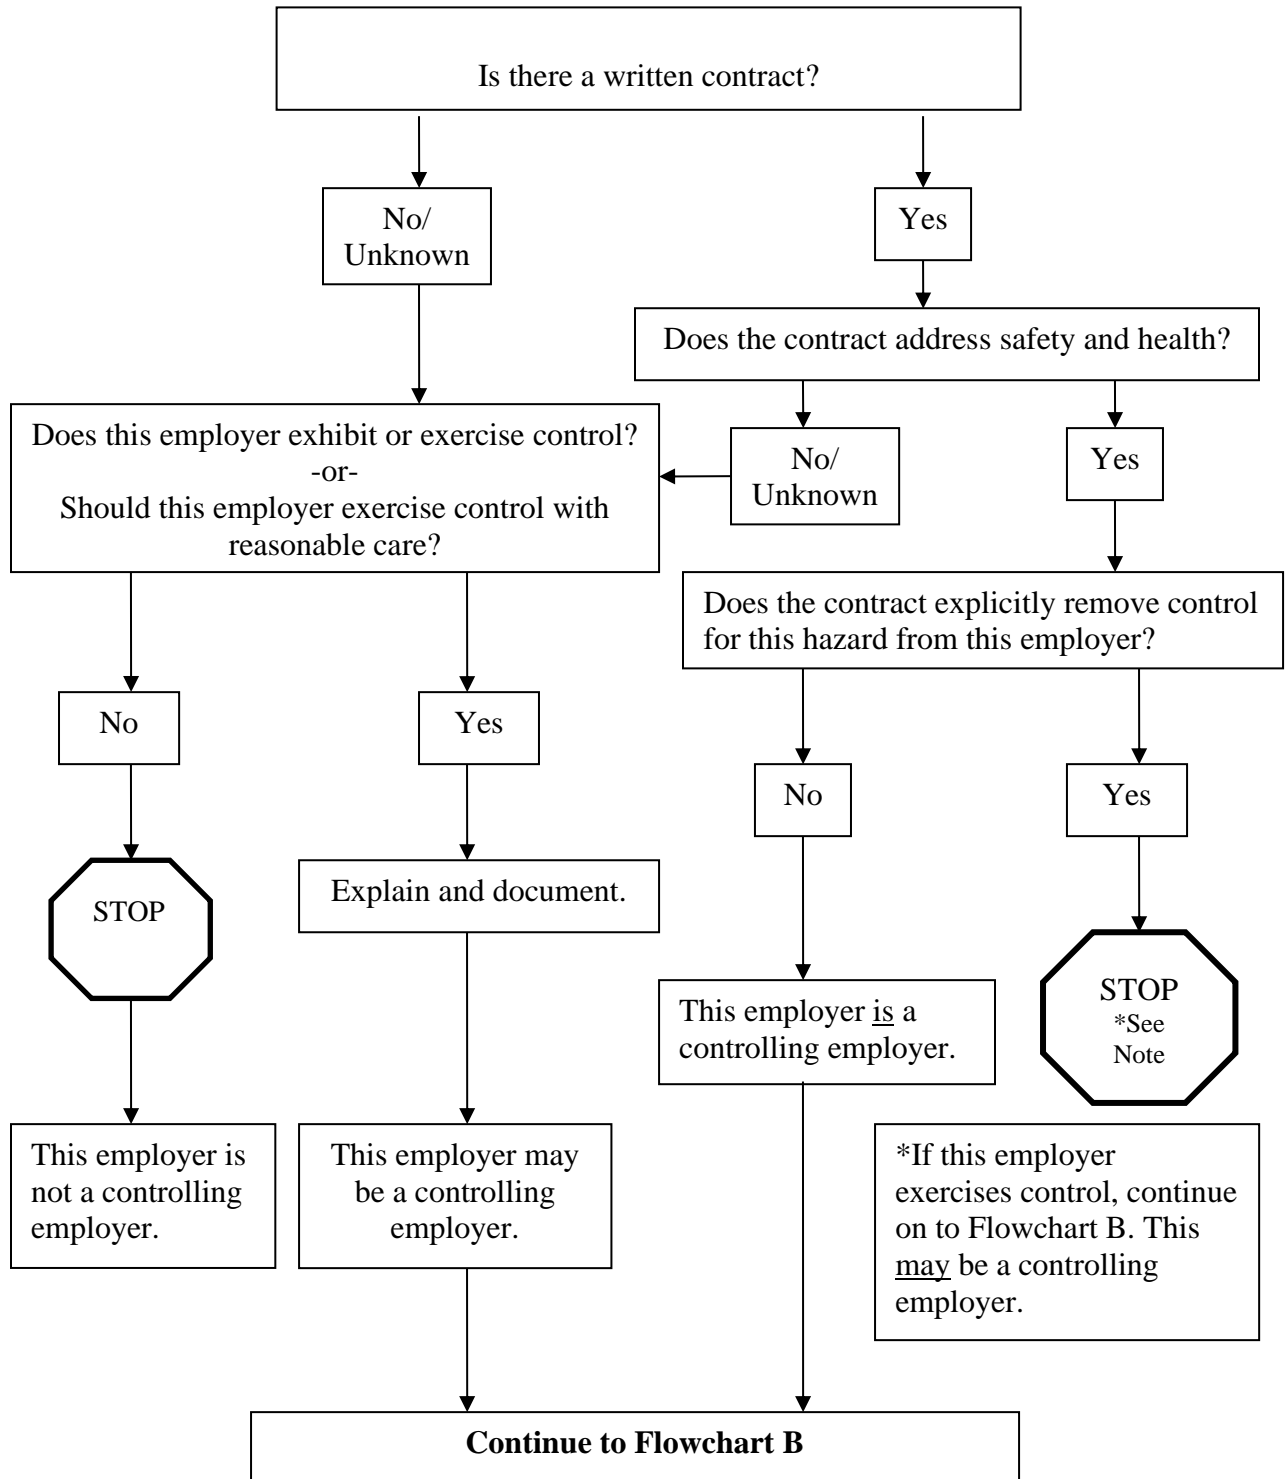 Is there a written contract?
No/
Unknown
Yes
Does the contract address safety and health?
Does this employer exhibit or exercise control?
-or-
Should this employer exercise control with
reasonable care?
No/
Unknown
Yes
Does the contract explicitly remove control
for this hazard from this employer?
No
Yes
No
Yes
STOP
Explain and document.
STOP
*See
Note
This employer is a
controlling employer.
This employer is
not a controlling
employer.
This employer may
be a controlling
employer.
*If this employer
exercises control, continue
on to Flowchart B. This
may be a controlling
employer.
Continue to Flowchart B